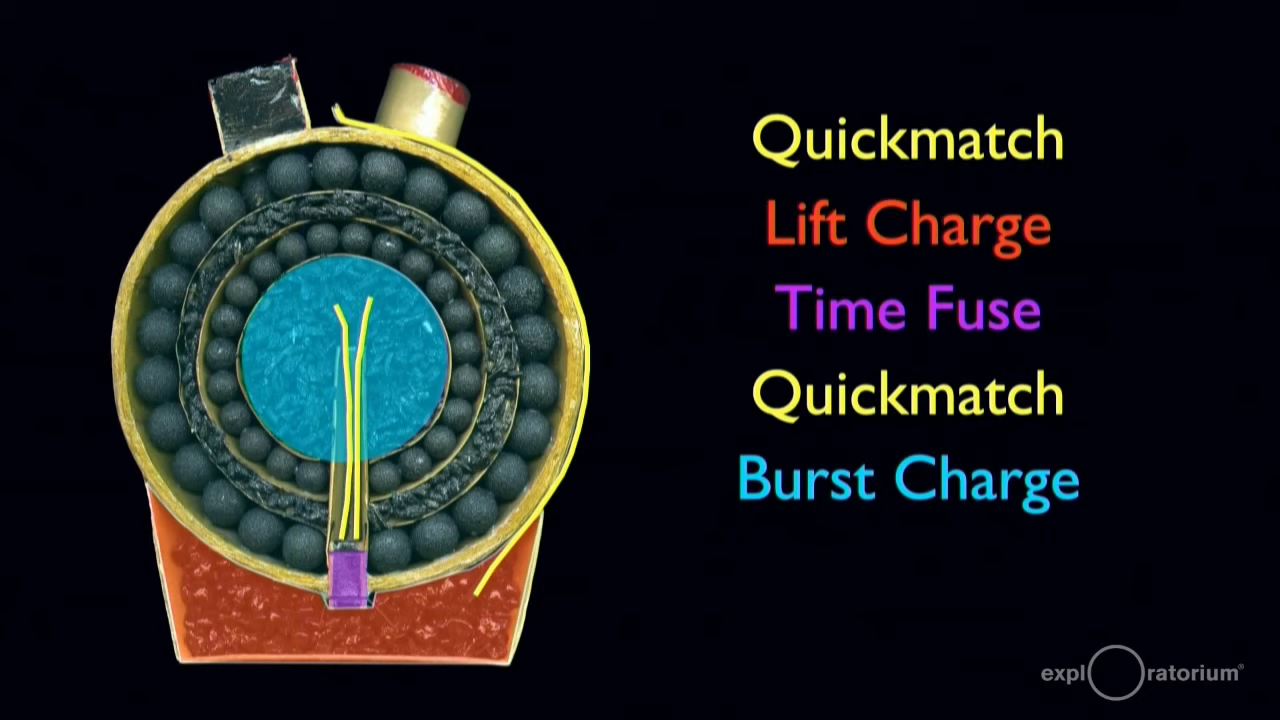 Quickmatch
Lift Charge
Time Fuse
Quickmatch
Burst Charge
exploratorium®